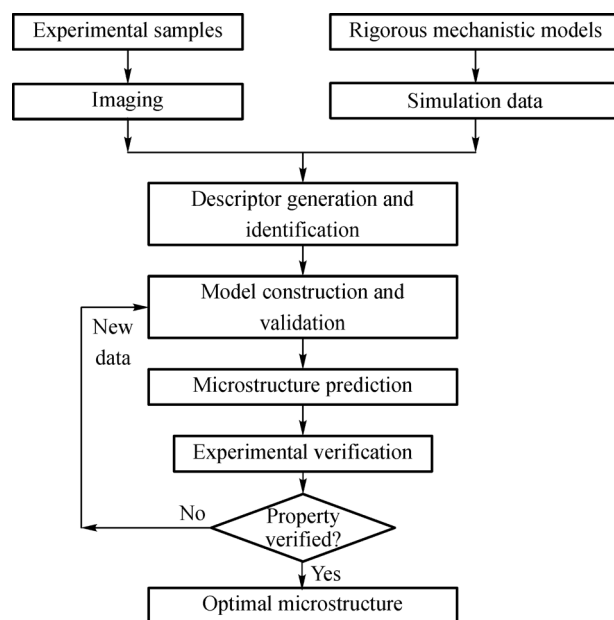 Experimental samples
Rigorous mechanistic models
Imaging
Simulation data
Descriptor generation and
identification
Model construction and
validation
New
data
Microstructure prediction
Experimental verification
No
Property
verified?
Yes
Optimal microstructure